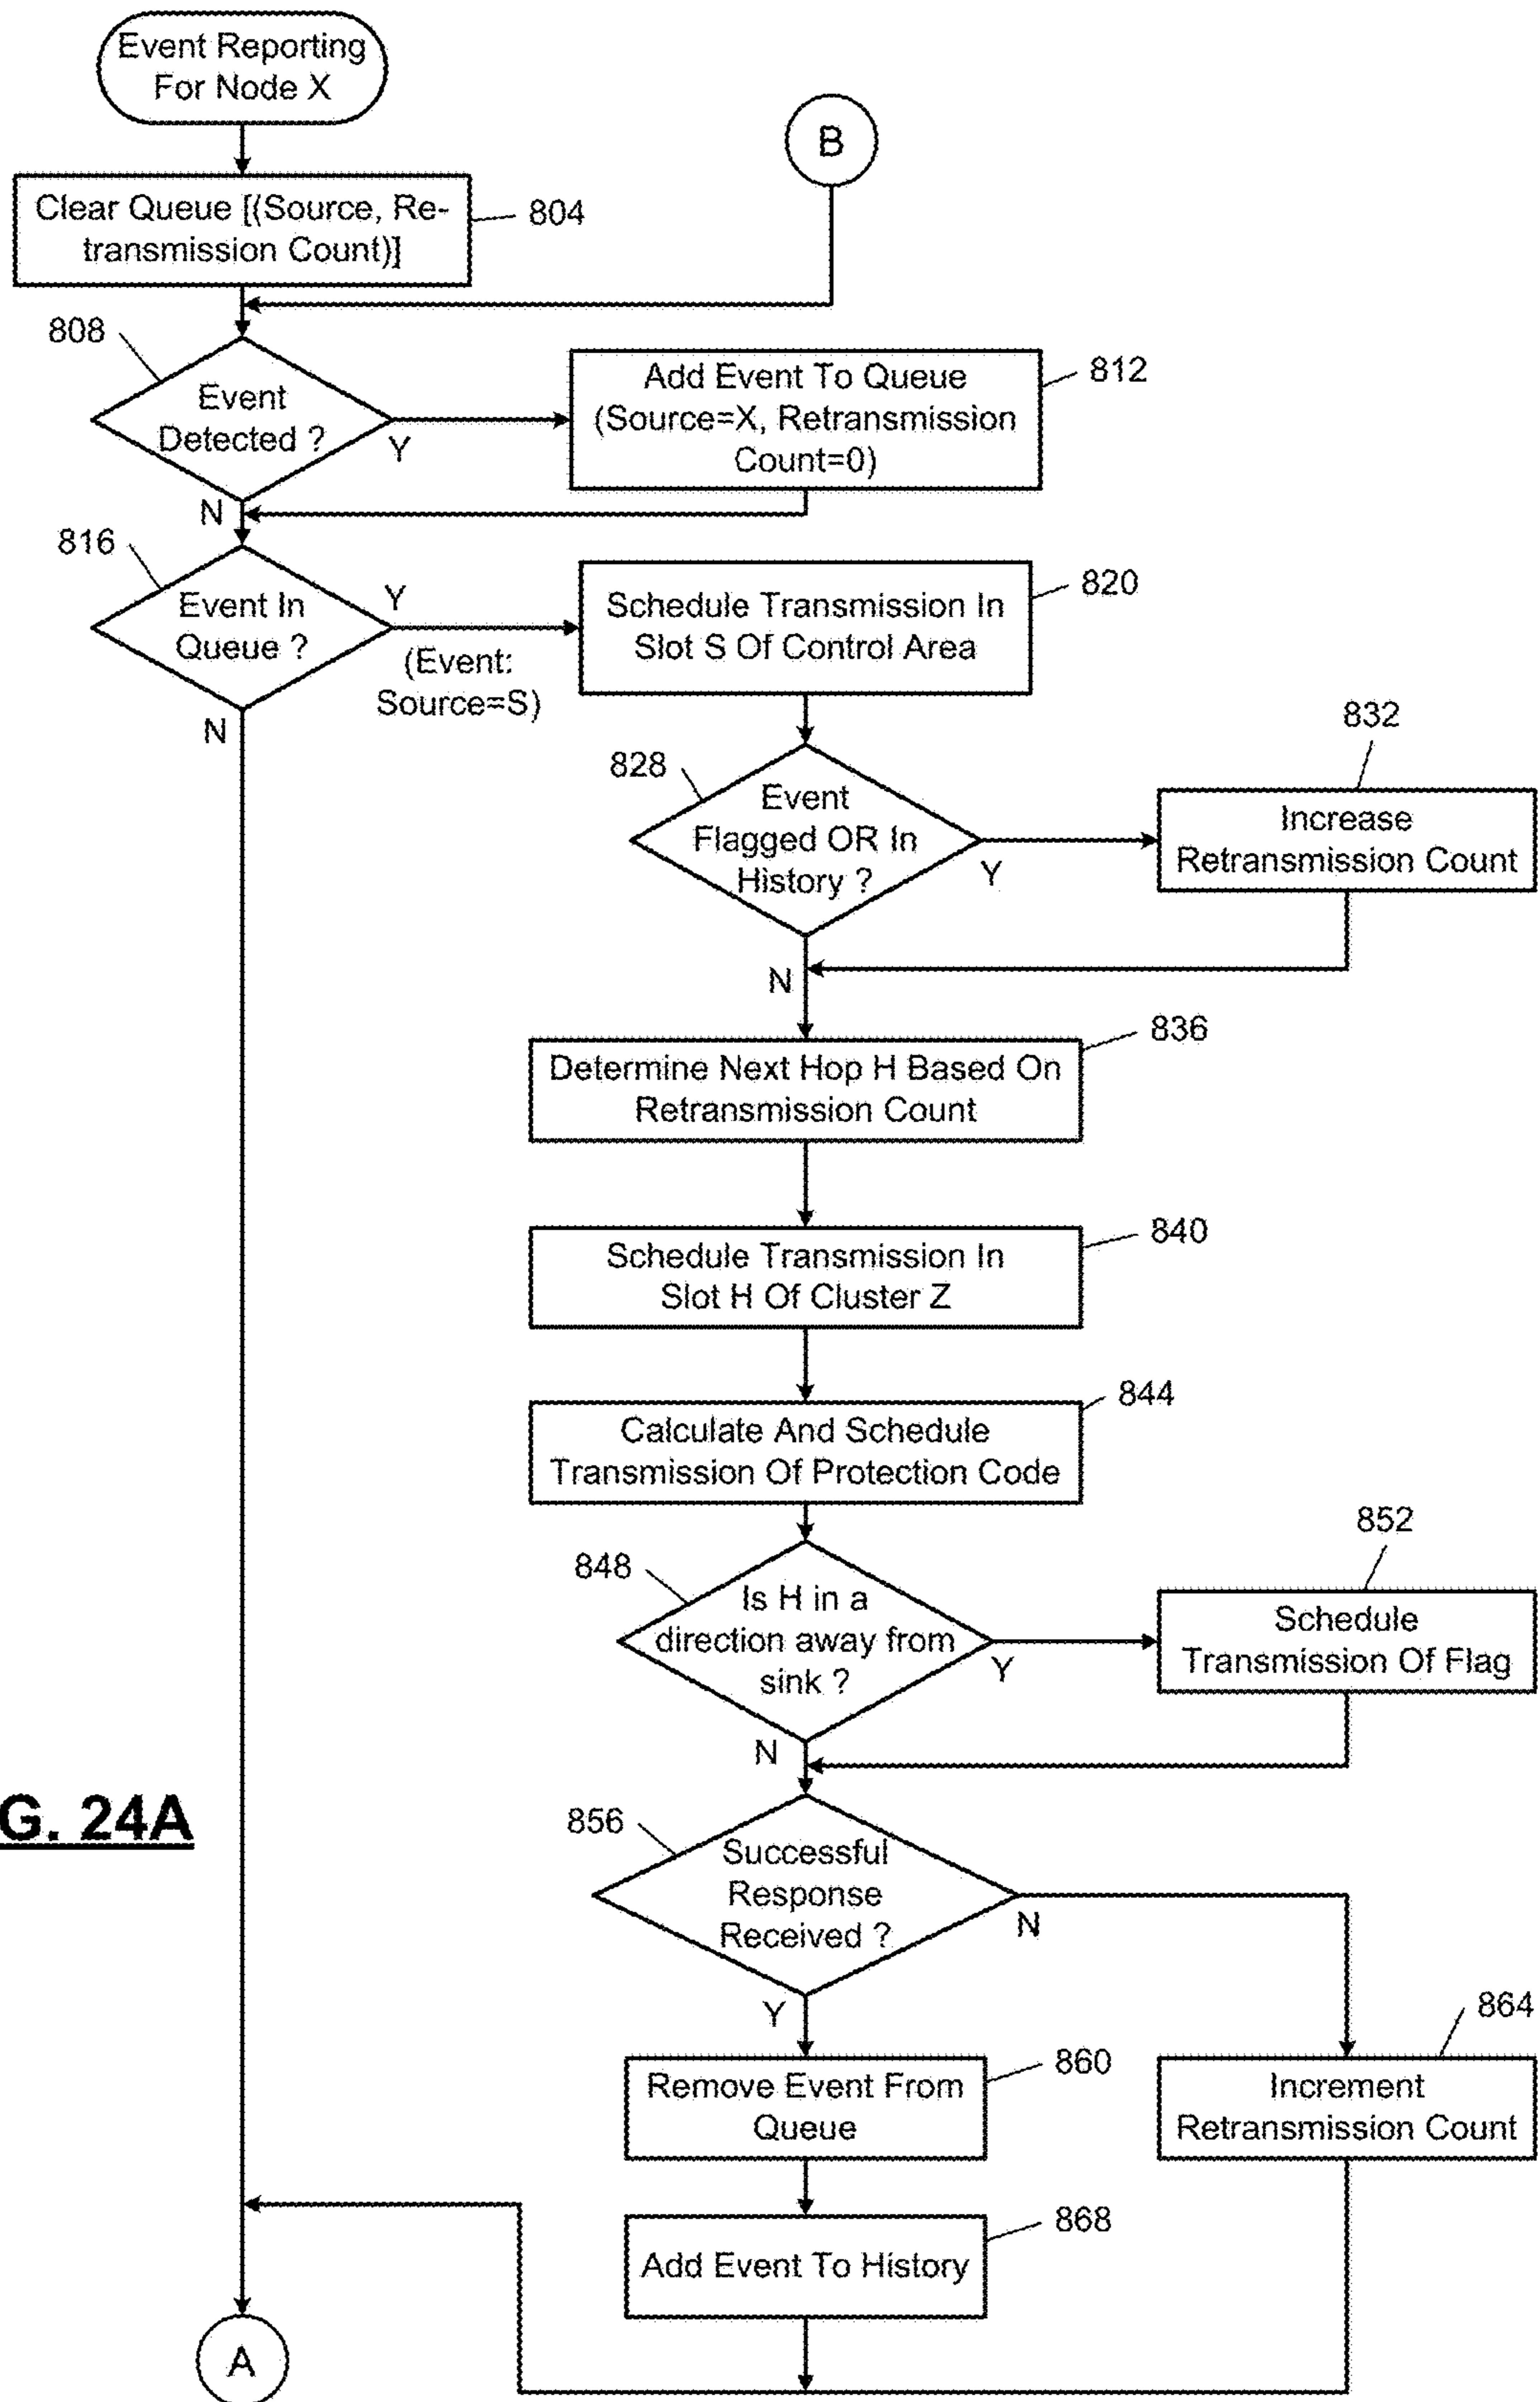 Event Reporting
For Node X
B
Clear Queue [(Source, Re-
transmission Count)]
804
808
Event
Detected ?
Y
N
Add Event To Queue
(Source=X, Retransmission
Count=0)
812
816
Event In
Queue ?
Y
(Event:
Source=S)
N
Schedule Transmission In
Slot S Of Control Area
820
828
Event
Flagged OR In
History ?
Y
N
832
Increase
Retransmission Count
Determine Next Hop H Based On
Retransmission Count
836
Schedule Transmission In
Slot H Of Cluster Z
840
Calculate And Schedule
Transmission Of Protection Code
844
848
Is H in a
direction away from
sink ?
Y
N
852
Schedule
Transmission Of Flag
G. 24A
856
Successful
Response
Received ?
N
Y
Remove Event From
Queue
860
864
Increment
Retransmission Count
Add Event To History
868
A